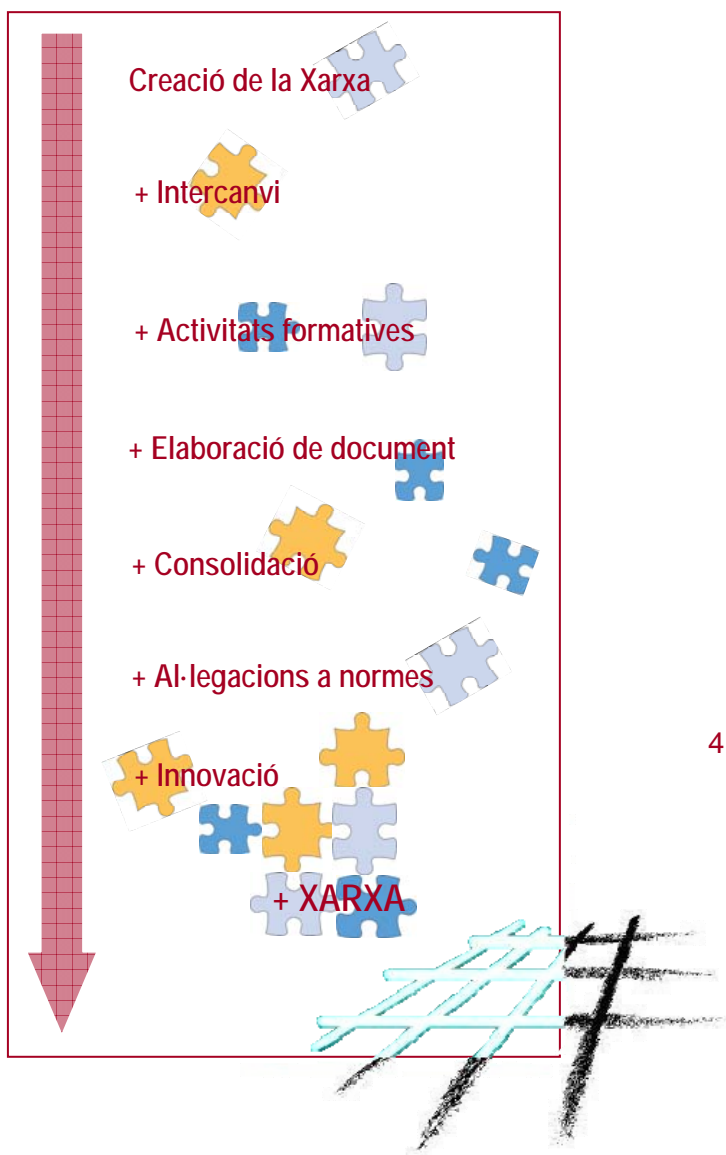 Creació de la Xarxa
+ Intercanvi
+ Activitats formatives
+ Elaboració de document
+ Consolidació
+ Al·legacions a normes
4
+ Innovació
+ XARXA